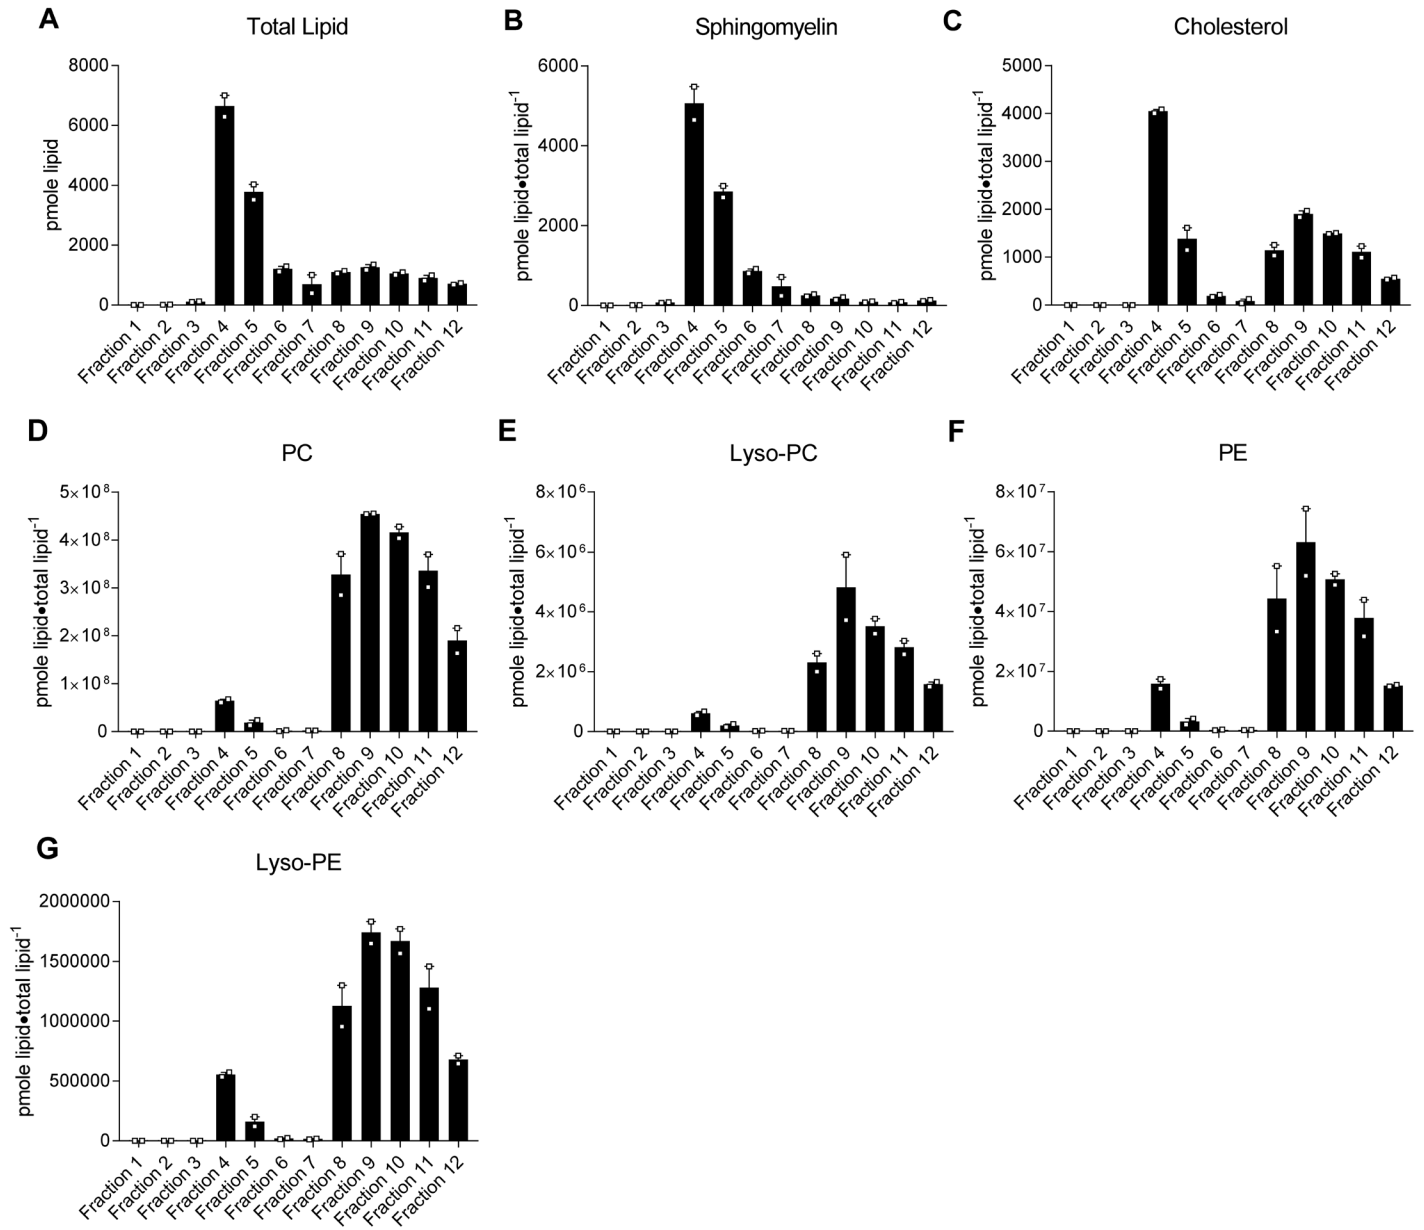 A
Total Lipid
pmole lipid
8000
6000
4000
2000
0
Fraction 1
Fraction 2
Fraction 3
Fraction 4
Fraction 5
Fraction 6
Fraction 7
Fraction 8
Fraction 9
Fraction 10
Fraction 11
Fraction 12
B
Sphingomyelin
pmole lipid•total lipid⁻¹
6000
4000
2000
0
Fraction 1
Fraction 2
Fraction 3
Fraction 4
Fraction 5
Fraction 6
Fraction 7
Fraction 8
Fraction 9
Fraction 10
Fraction 11
Fraction 12
C
Cholesterol
pmole lipid•total lipid⁻¹
5000
4000
3000
2000
1000
0
Fraction 1
Fraction 2
Fraction 3
Fraction 4
Fraction 5
Fraction 6
Fraction 7
Fraction 8
Fraction 9
Fraction 10
Fraction 11
Fraction 12
D
PC
pmole lipid•total lipid⁻¹
5×10⁸
4×10⁸
3×10⁸
2×10⁸
1×10⁸
0
Fraction 1
Fraction 2
Fraction 3
Fraction 4
Fraction 5
Fraction 6
Fraction 7
Fraction 8
Fraction 9
Fraction 10
Fraction 11
Fraction 12
E
Lyso-PC
pmole lipid•total lipid⁻¹
8×10⁶
6×10⁶
4×10⁶
2×10⁶
0
Fraction 1
Fraction 2
Fraction 3
Fraction 4
Fraction 5
Fraction 6
Fraction 7
Fraction 8
Fraction 9
Fraction 10
Fraction 11
Fraction 12
F
PE
pmole lipid•total lipid⁻¹
8×10⁷
6×10⁷
4×10⁷
2×10⁷
0
Fraction 1
Fraction 2
Fraction 3
Fraction 4
Fraction 5
Fraction 6
Fraction 7
Fraction 8
Fraction 9
Fraction 10
Fraction 11
Fraction 12
G
Lyso-PE
pmole lipid•total lipid⁻¹
2000000
1500000
1000000
500000
0
Fraction 1
Fraction 2
Fraction 3
Fraction 4
Fraction 5
Fraction 6
Fraction 7
Fraction 8
Fraction 9
Fraction 10
Fraction 11
Fraction 12